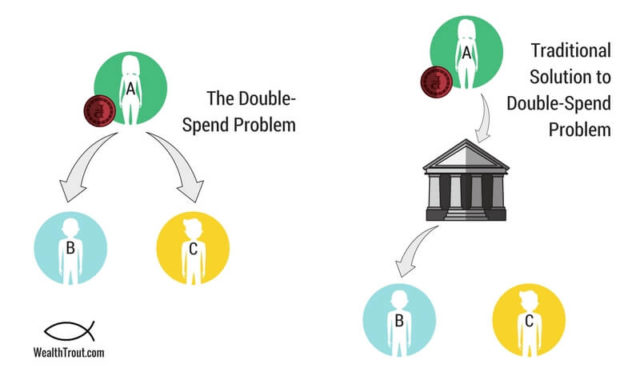 A
The Double-
Spend Problem
B
C
WealthTrout.com
A
Traditional
Solution to
Double-Spend
Problem
B
C